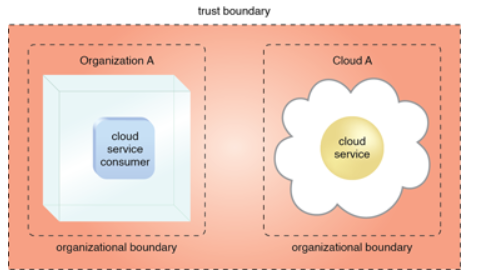 trust boundary
Organization A
Cloud A
cloud
service
consumer
cloud
service
organizational boundary
organizational boundary